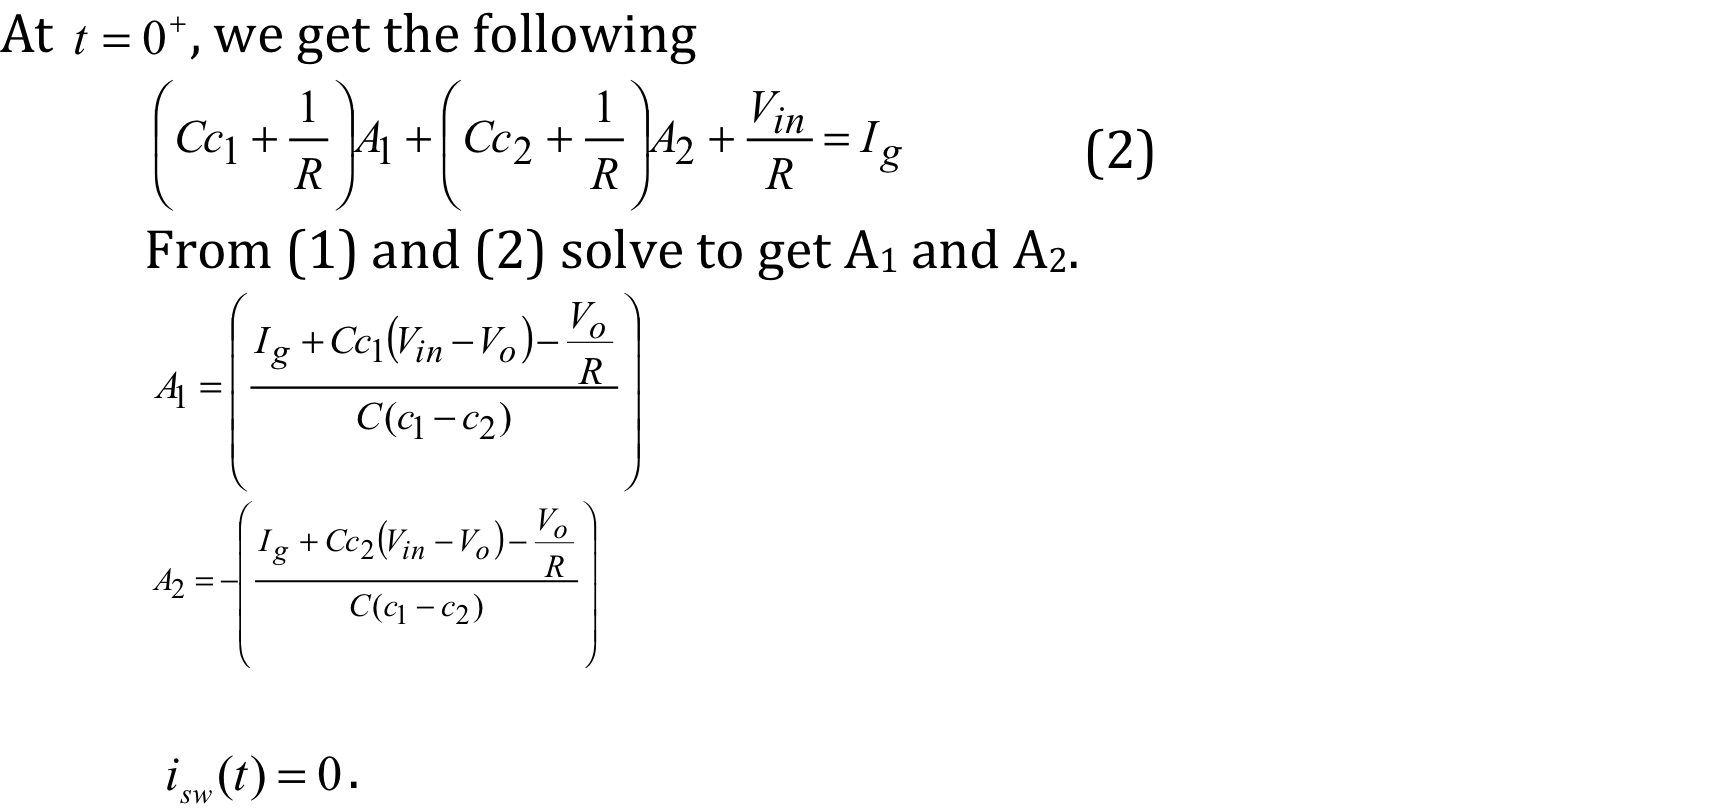 At t = 0⁺, we get the following
(Cc₁ + 1/R)A₁ + (Cc₂ + 1/R)A₂ + V_in/R = I_g (2)
From (1) and (2) solve to get A₁ and A₂.
A₁ = ((I_g + Cc₁(V_in − V_o) − V_o/R)/(C(c₁ − c₂)))
A₂ = −((I_g + Cc₂(V_in − V_o) − V_o/R)/(C(c₁ − c₂)))
i_sw(t) = 0.